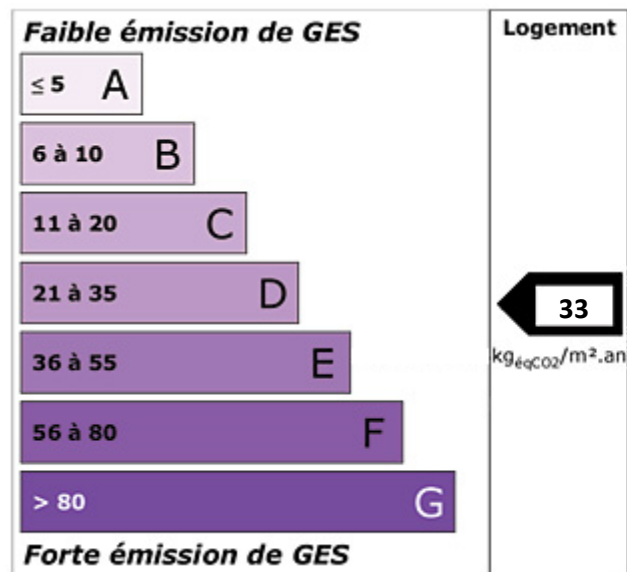 Faible émission de GES
Logement
≤ 5 A
6 à 10 B
11 à 20 C
21 à 35 D
33
36 à 55 E
kgéqCO2/m².an
56 à 80 F
> 80 G
Forte émission de GES